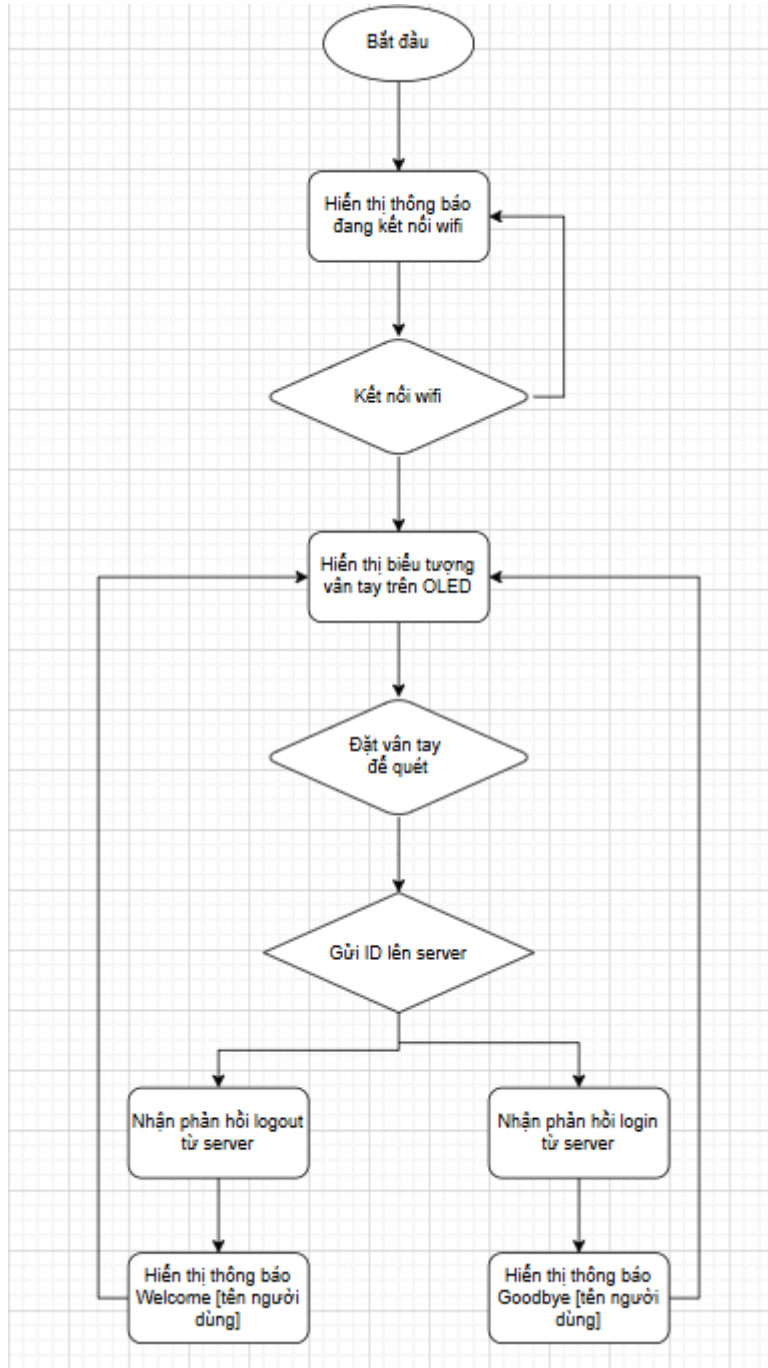 Bắt đầu
Hiển thị thông báo
đang kết nối wifi
Kết nối wifi
Hiển thị biểu tượng
vân tay trên OLED
Đặt vân tay
để quét
Gửi ID lên server
Nhận phản hồi logout
từ server
Nhận phản hồi login
từ server
Hiển thị thông báo
Welcome [tên người
dùng]
Hiển thị thông báo
Goodbye [tên người
dùng]